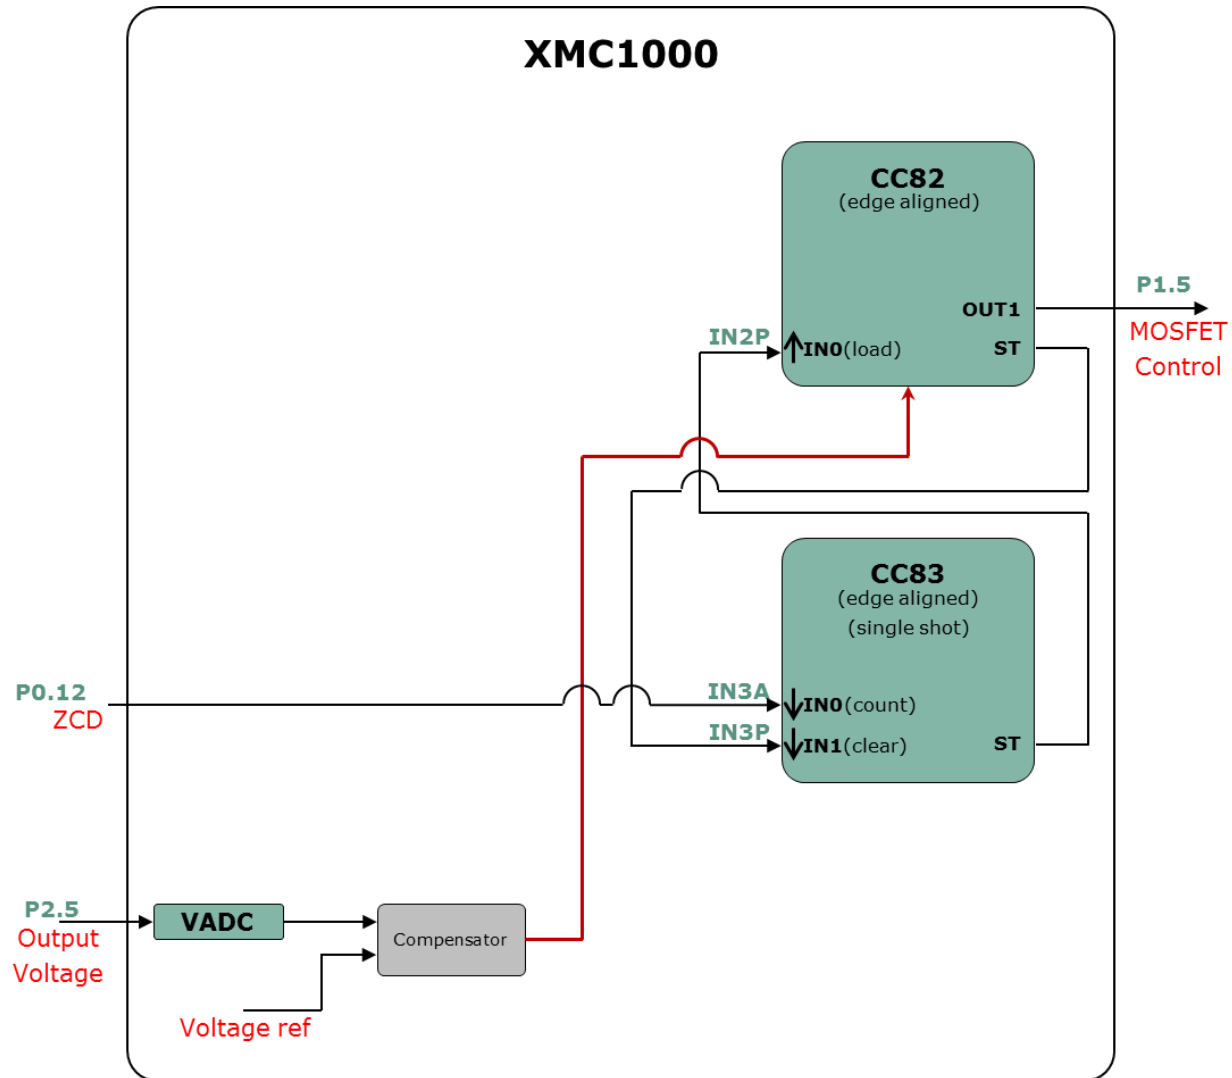 XMC1000
CC82
(edge aligned)
OUT1
P1.5
MOSFET
Control
IN2P
IN0(load)
ST
CC83
(edge aligned)
(single shot)
P0.12
ZCD
IN3A
IN0(count)
IN3P
IN1(clear)
ST
P2.5
Output
Voltage
VADC
Compensator
Voltage ref